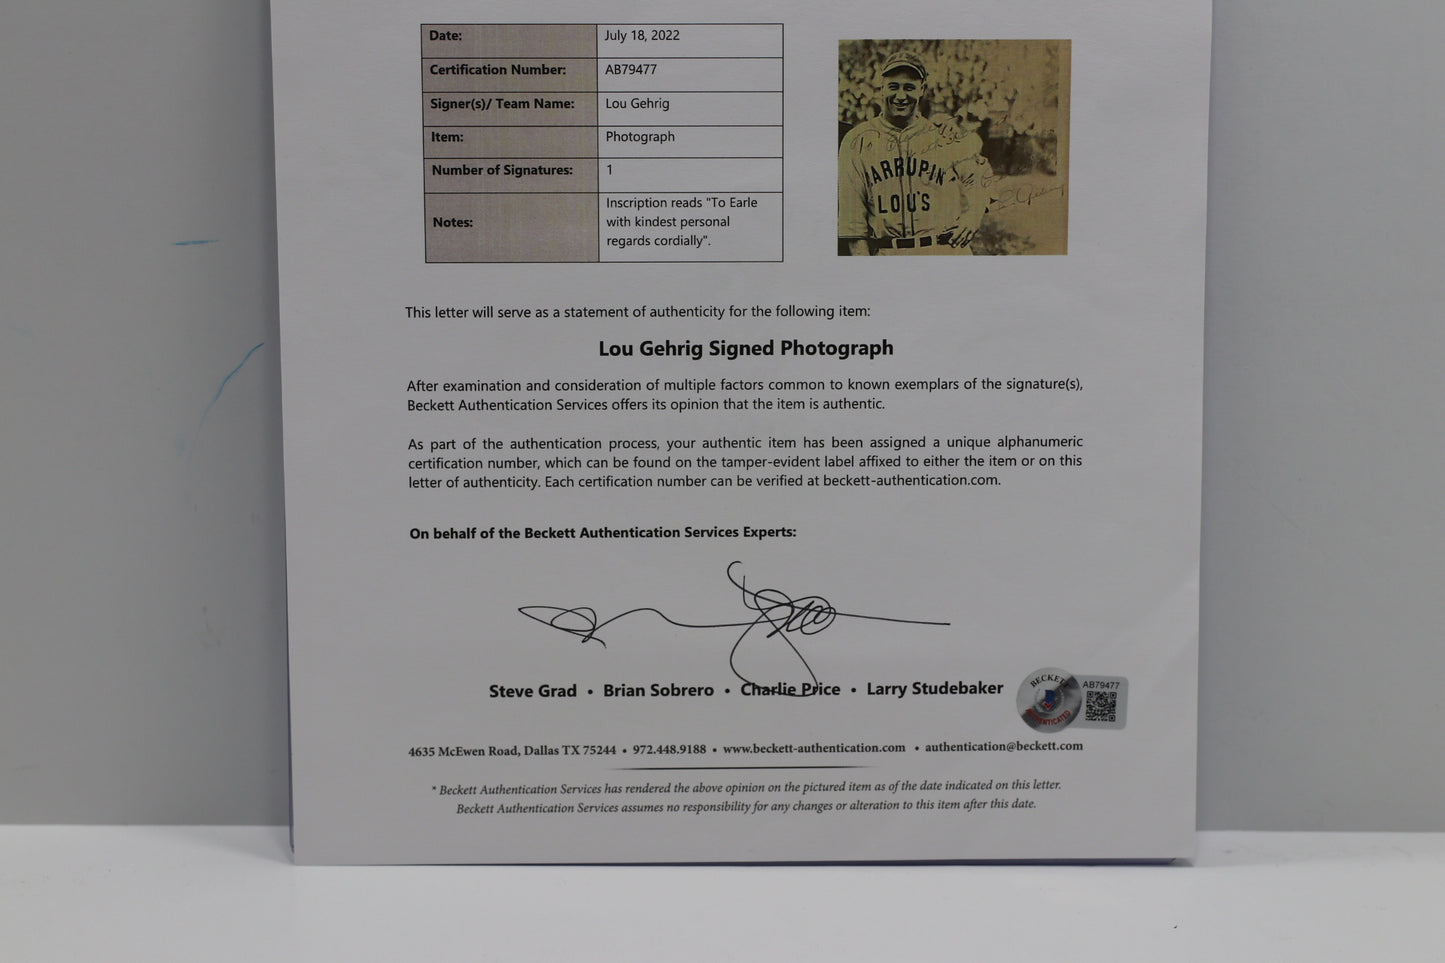 Date: July 18, 2022
Certification Number: AB79477
Signer(s)/ Team Name: Lou Gehrig
Item: Photograph
Number of Signatures: 1
Notes: Inscription reads "To Earle
with kindest personal
regards cordially".
To
ARRUPIN
LOU'S
This letter will serve as a statement of authenticity for the following item:
Lou Gehrig Signed Photograph
After examination and consideration of multiple factors common to known exemplars of the signature(s),
Beckett Authentication Services offers its opinion that the item is authentic.
As part of the authentication process, your authentic item has been assigned a unique alphanumeric
certification number, which can be found on the tamper-evident label affixed to either the item or on this
letter of authenticity. Each certification number can be verified at beckett-authentication.com.
On behalf of the Beckett Authentication Services Experts:
Steve Grad • Brian Sobrero • Charlie Price • Larry Studebaker
BECKETT
AUTHENTICATED
AB79477
4635 McEwen Road, Dallas TX 75244 • 972.448.9188 • www.beckett-authentication.com • authentication@beckett.com
* Beckett Authentication Services has rendered the above opinion on the pictured item as of the date indicated on this letter.
Beckett Authentication Services assumes no responsibility for any changes or alteration to this item after this date.